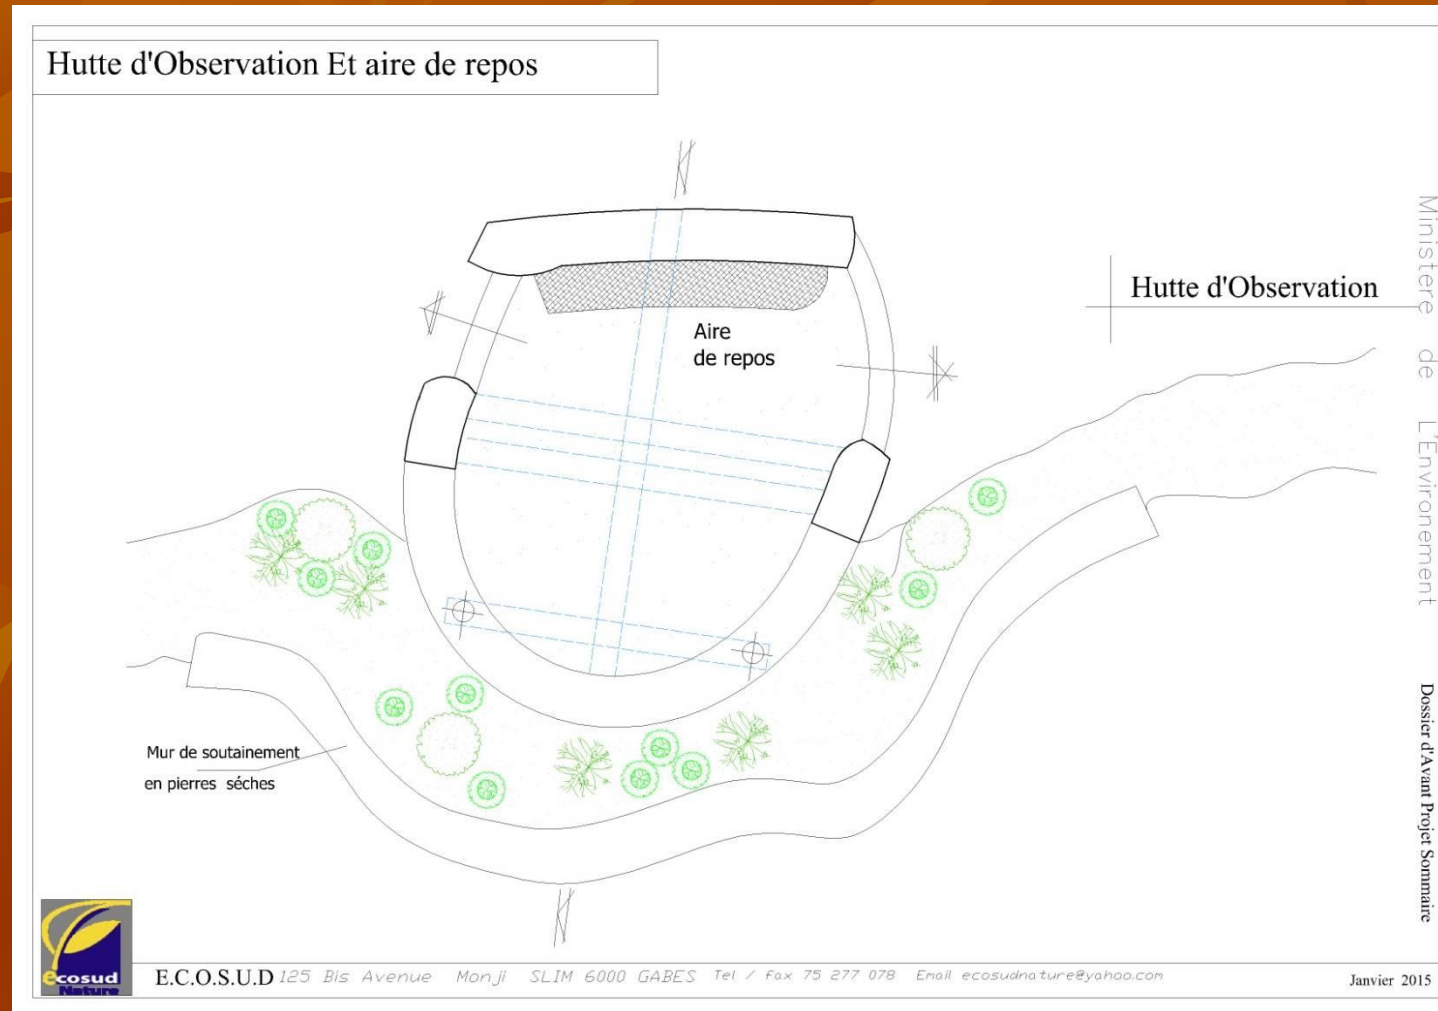 Hutte d'Observation Et aire de repos
Hutte d'Observation
Aire
de repos
Mur de soutainement
en pierres séches
Ministere de L'Environement
Dossier d'Avant Projet Sommaire
ecosud
Nature
E.C.O.S.U.D 125 Bis Avenue Monji SLIM 6000 GABES Tel / Fax 75 277 078 Email ecosudnature@yahoo.com
Janvier 2015